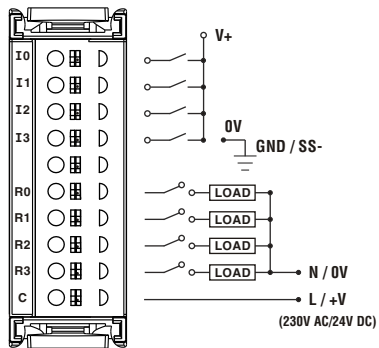 V+
I0
I1
I2
I3
0V
GND / SS-
R0
LOAD
R1
LOAD
R2
LOAD
R3
LOAD
N / 0V
C
L / +V
(230V AC/24V DC)